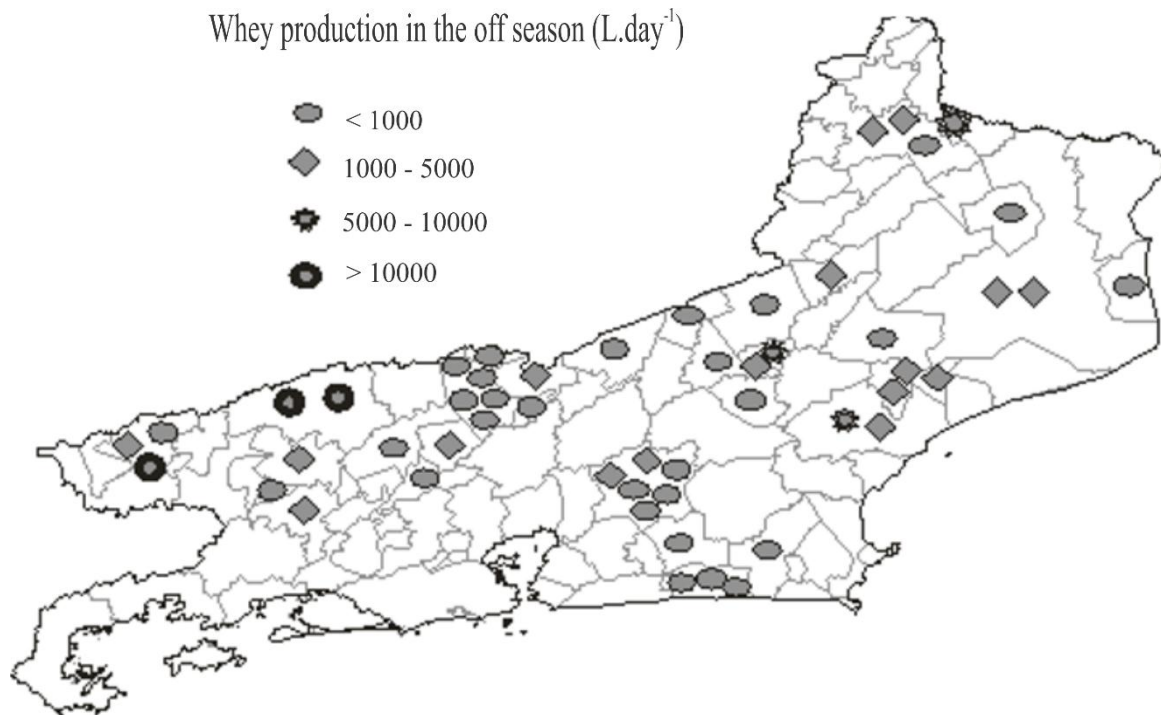 Whey production in the off season (L.day⁻¹)
< 1000
1000 - 5000
5000 - 10000
> 10000